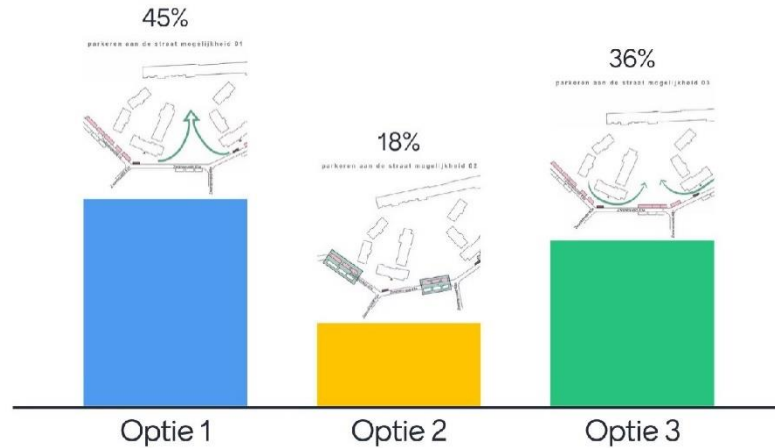 45%
parkeren aan de straat mogelijkheid 01
18%
parkeren aan de straat mogelijkheid 02
36%
parkeren aan de straat mogelijkheid 03
Optie 1
Optie 2
Optie 3